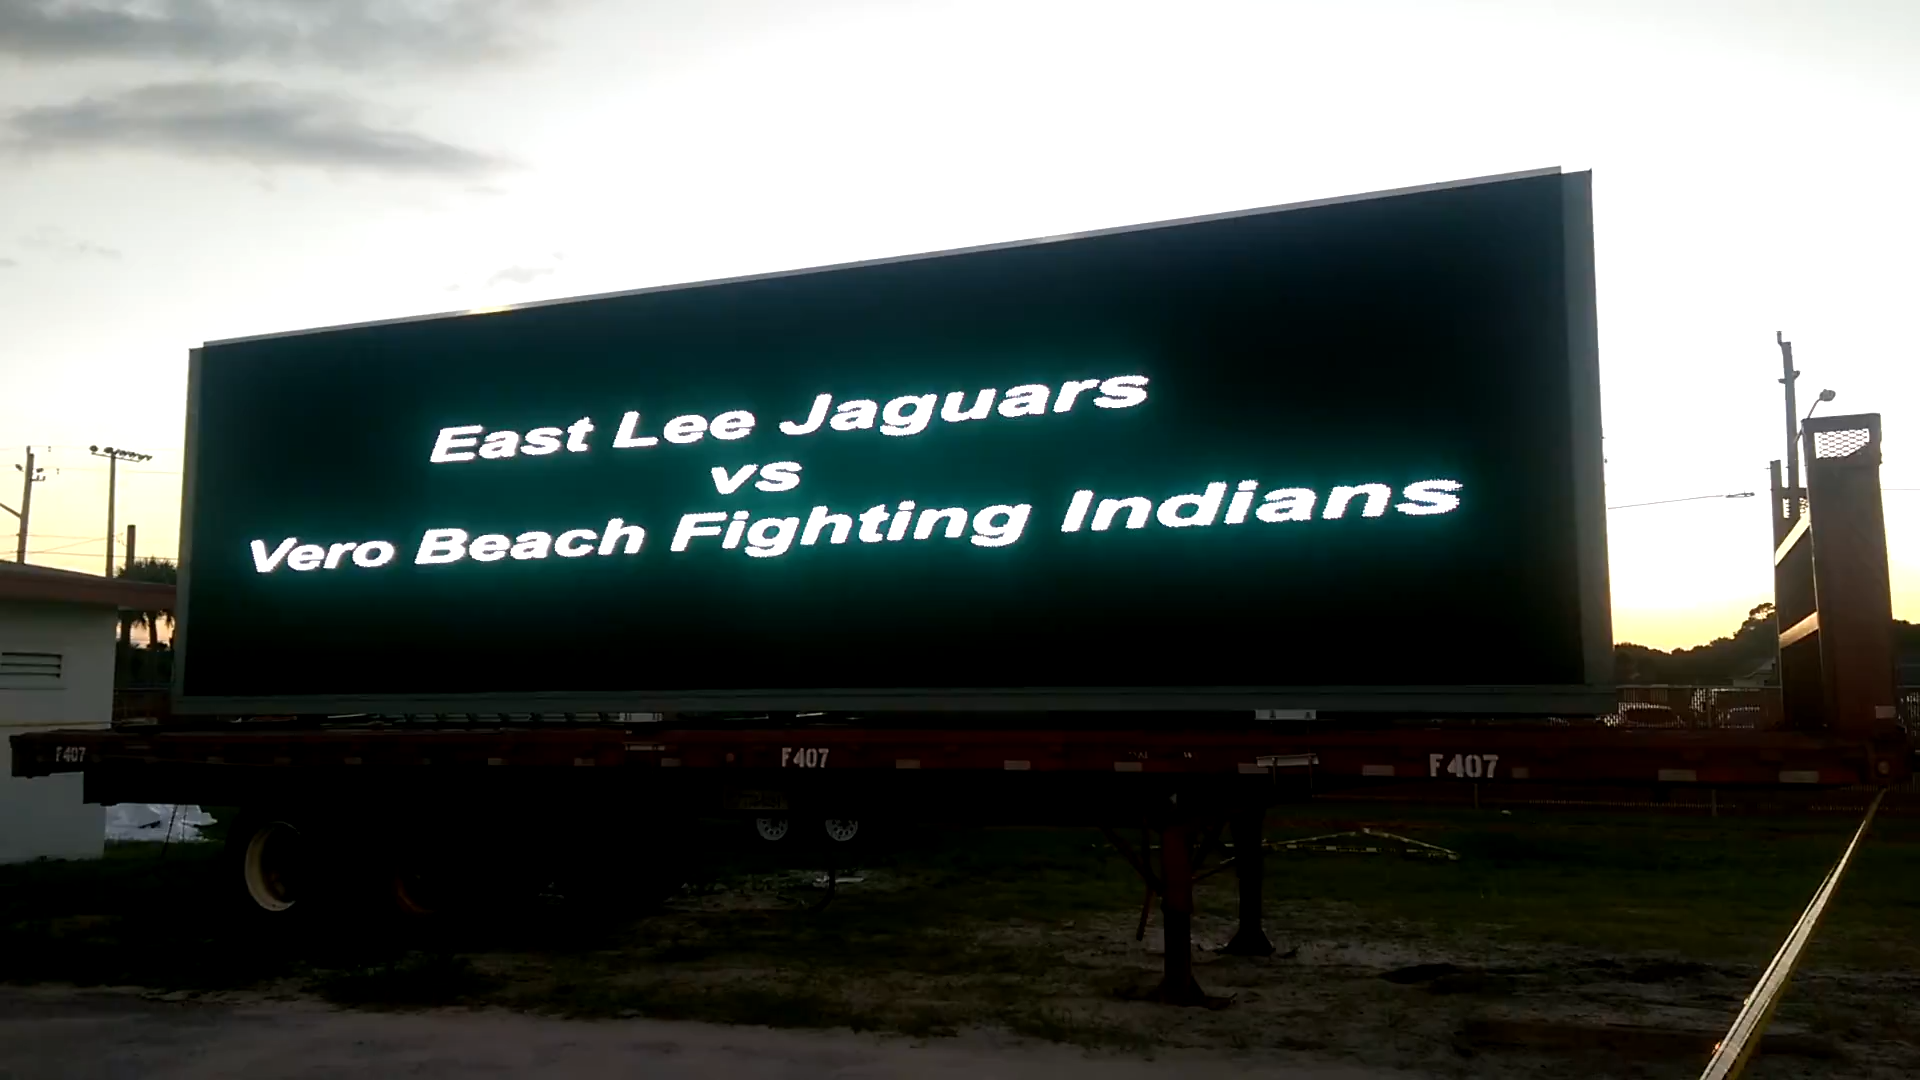 East Lee Jaguars
vs
Vero Beach Fighting Indians
F407
F407
F407